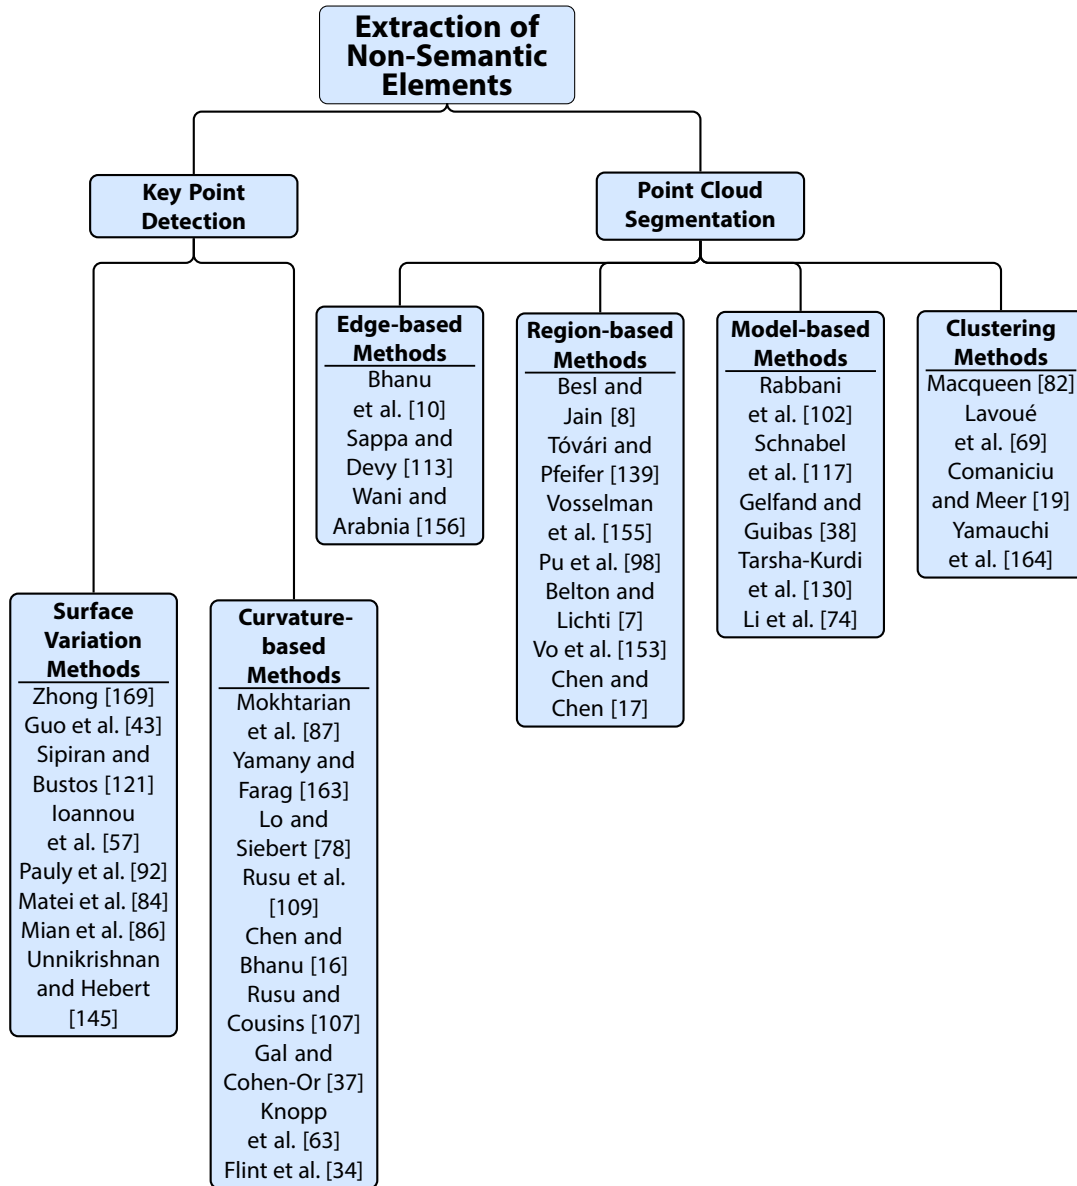 Extraction of
Non-Semantic
Elements
Key Point
Detection
Point Cloud
Segmentation
Edge-based
Methods
Bhanu
et al. [10]
Sappa and
Devy [113]
Wani and
Arabnia [156]
Region-based
Methods
Besl and
Jain [8]
Tóvári and
Pfeifer [139]
Vosselman
et al. [155]
Pu et al. [98]
Belton and
Lichti [7]
Vo et al. [153]
Chen and
Chen [17]
Model-based
Methods
Rabbani
et al. [102]
Schnabel
et al. [117]
Gelfand and
Guibas [38]
Tarsha-Kurdi
et al. [130]
Li et al. [74]
Clustering
Methods
Macqueen [82]
Lavoué
et al. [69]
Comaniciu
and Meer [19]
Yamauchi
et al. [164]
Surface
Variation
Methods
Zhong [169]
Guo et al. [43]
Sipiran and
Bustos [121]
Ioannou
et al. [57]
Pauly et al. [92]
Matei et al. [84]
Mian et al. [86]
Unnikrishnan
and Hebert
[145]
Curvature-
based
Methods
Mokhtarian
et al. [87]
Yamany and
Farag [163]
Lo and
Siebert [78]
Rusu et al.
[109]
Chen and
Bhanu [16]
Rusu and
Cousins [107]
Gal and
Cohen-Or [37]
Knopp
et al. [63]
Flint et al. [34]